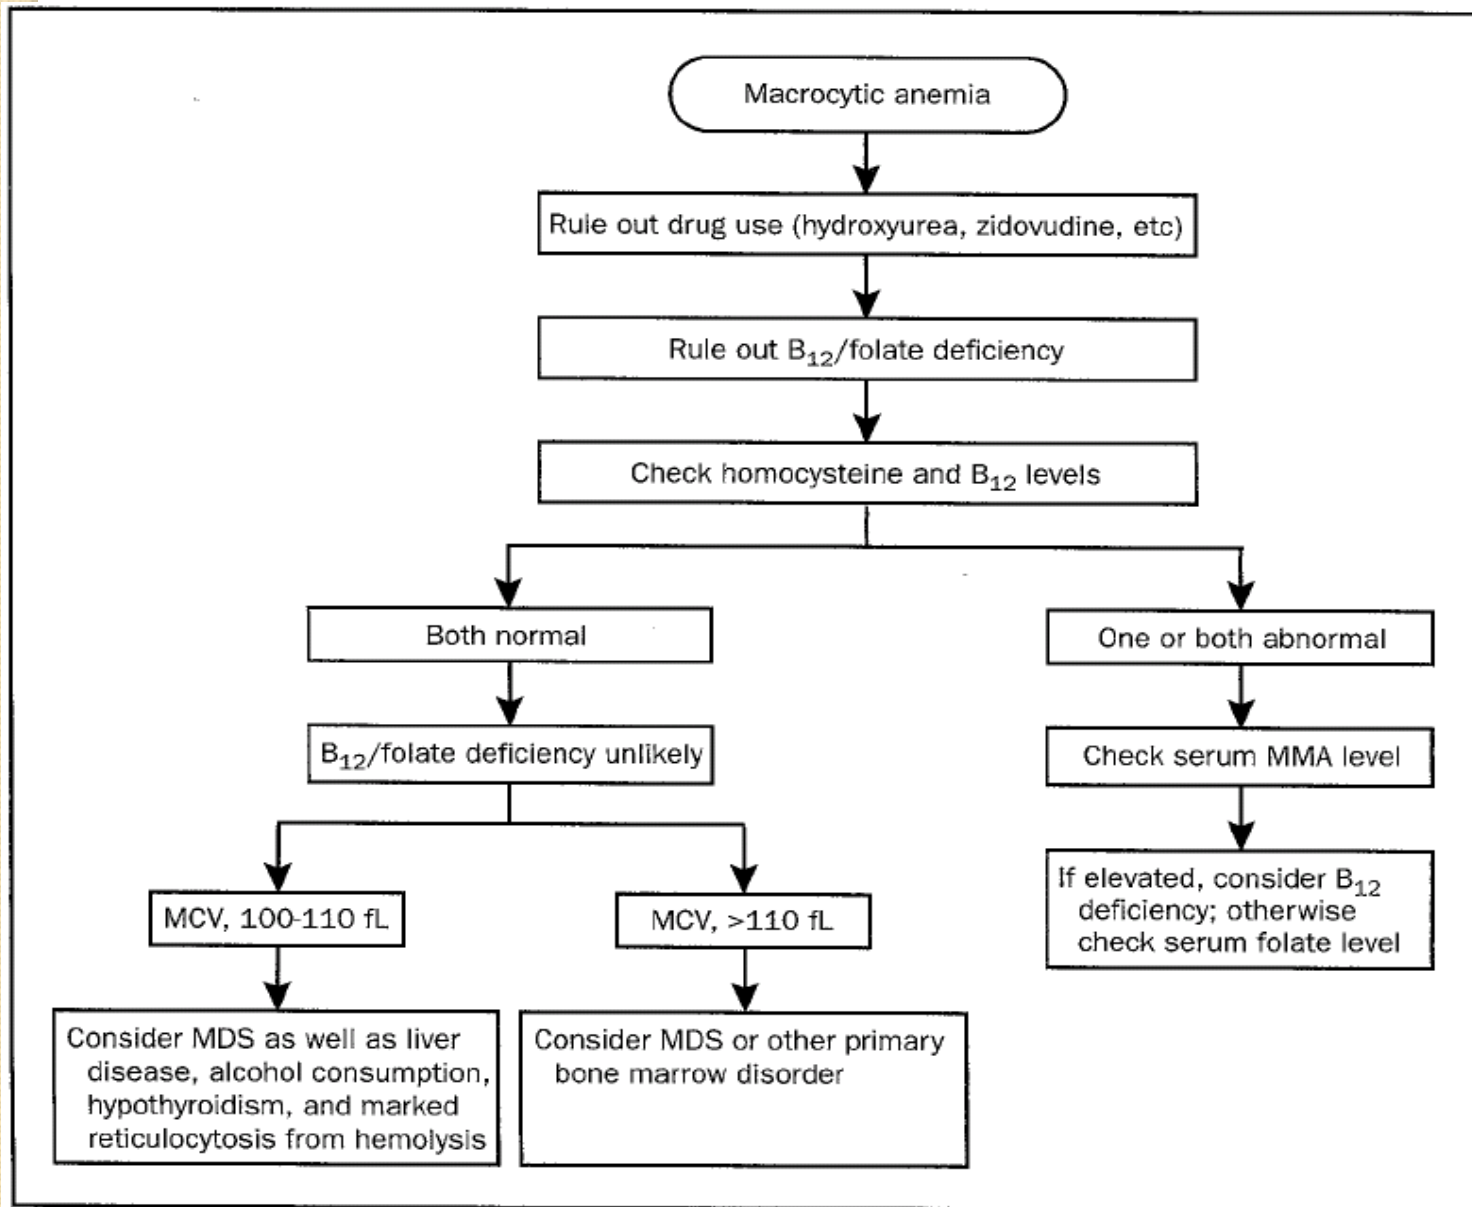 Macrocytic anemia
Rule out drug use (hydroxyurea, zidovudine, etc)
Rule out B12/folate deficiency
Check homocysteine and B12 levels
Both normal
One or both abnormal
B12/folate deficiency unlikely
Check serum MMA level
MCV, 100-110 fL
MCV, >110 fL
If elevated, consider B12
deficiency; otherwise
check serum folate level
Consider MDS as well as liver
disease, alcohol consumption,
hypothyroidism, and marked
reticulocytosis from hemolysis
Consider MDS or other primary
bone marrow disorder